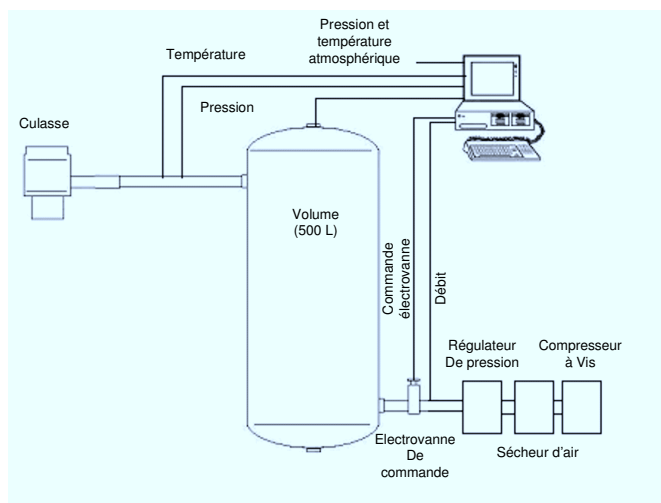 Pression et
température
atmosphérique
Température
Pression
Culasse
Volume
(500 L)
Commande
électrovanne
Débit
Régulateur
De pression
Compresseur
à Vis
Electrovanne
De
commande
Sécheur d'air